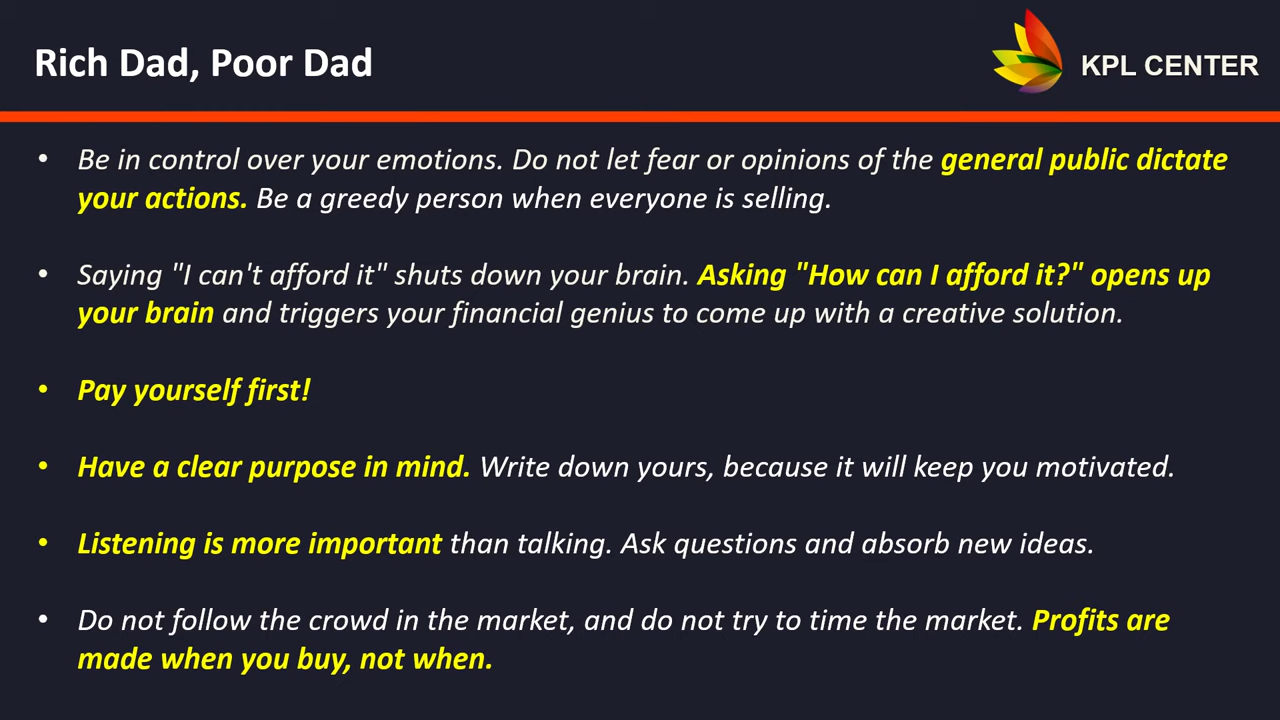 Rich Dad, Poor Dad
KPL CENTER
• Be in control over your emotions. Do not let fear or opinions of the general public dictate
your actions. Be a greedy person when everyone is selling.
• Saying "I can't afford it" shuts down your brain. Asking "How can I afford it?" opens up
your brain and triggers your financial genius to come up with a creative solution.
• Pay yourself first!
• Have a clear purpose in mind. Write down yours, because it will keep you motivated.
• Listening is more important than talking. Ask questions and absorb new ideas.
• Do not follow the crowd in the market, and do not try to time the market. Profits are
made when you buy, not when.